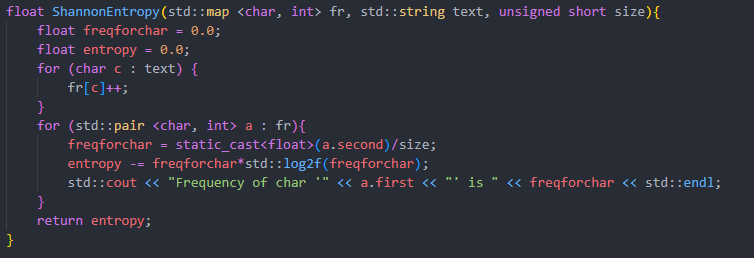 float ShannonEntropy(std::map <char, int> fr, std::string text, unsigned short size){
    float freqforchar = 0.0;
    float entropy = 0.0;
    for (char c : text) {
        fr[c]++;
    }
    for (std::pair <char, int> a : fr){
        freqforchar = static_cast<float>(a.second)/size;
        entropy -= freqforchar*std::log2f(freqforchar);
        std::cout << "Frequency of char '" << a.first << "' is " << freqforchar << std::endl;
    }
    return entropy;
}